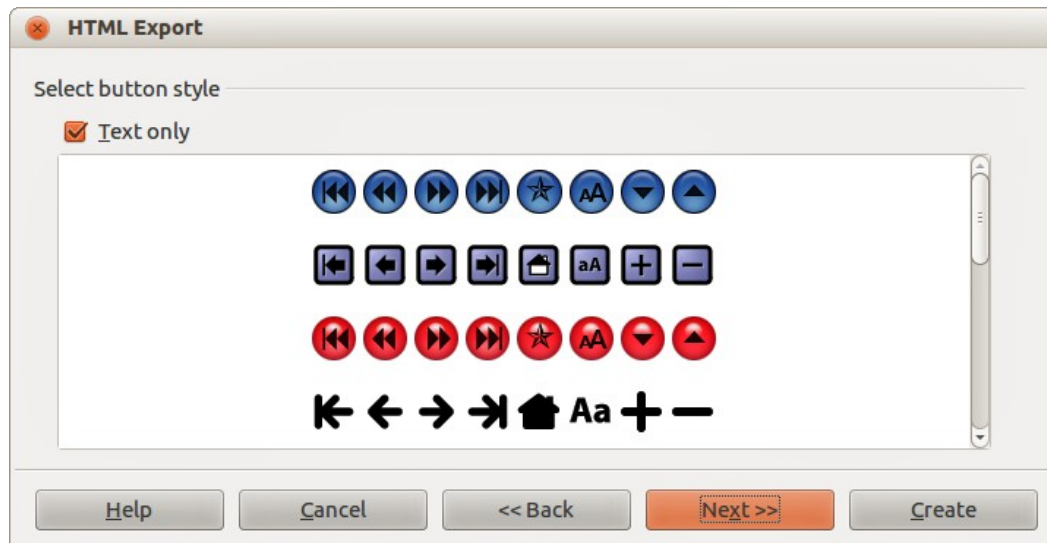 HTML Export
Select button style
Text only
AA
aA
AA
Aa
Help Cancel << Back Next >> Create